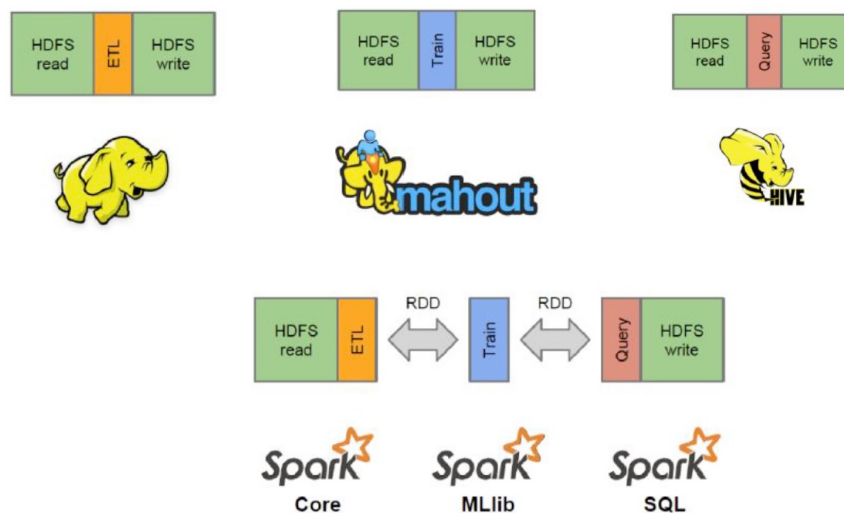 HDFS
read
ETL
HDFS
write
HDFS
read
Train
HDFS
write
HDFS
read
Query
HDFS
write
mahout
HIVE
RDD
RDD
HDFS
read
ETL
Train
Query
HDFS
write
Spark
Spark
Spark
Core
MLlib
SQL